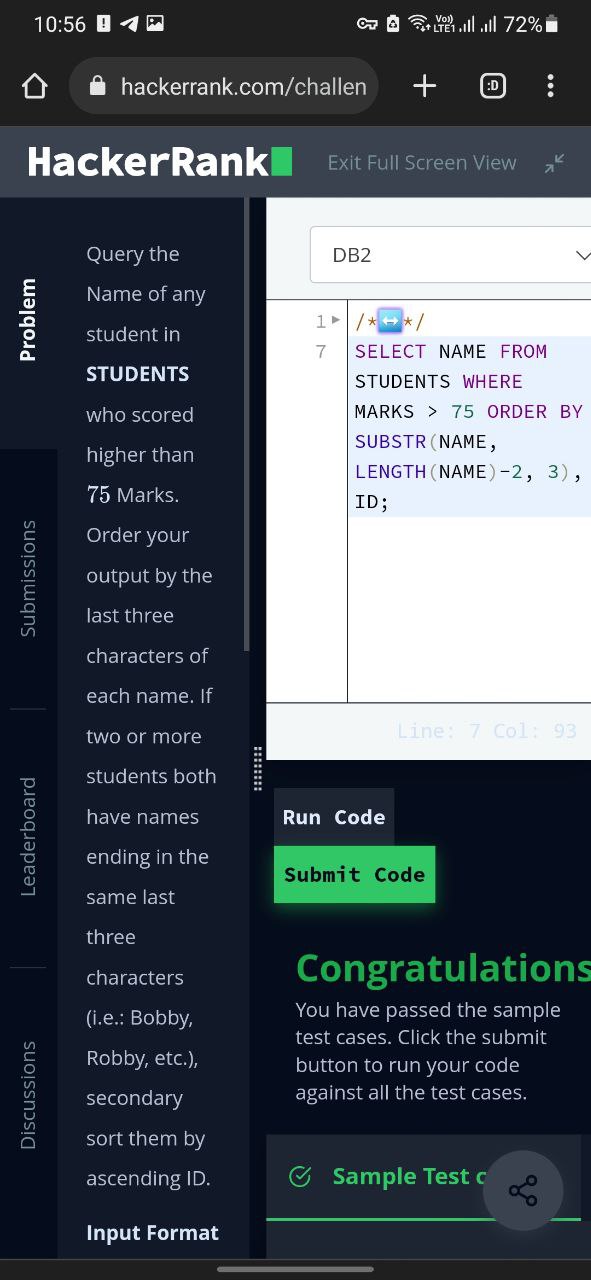 10:56
Vo))
LTE1
72%
hackerrank.com/challen
:D
HackerRank
Exit Full Screen View
Problem
Submissions
Leaderboard
Discussions
Query the
Name of any
student in
STUDENTS
who scored
higher than
75 Marks.
Order your
output by the
last three
characters of
each name. If
two or more
students both
have names
ending in the
same last
three
characters
(i.e.: Bobby,
Robby, etc.),
secondary
sort them by
ascending ID.
Input Format
DB2
1 /*↔*/
7 SELECT NAME FROM
STUDENTS WHERE
MARKS > 75 ORDER BY
SUBSTR(NAME,
LENGTH(NAME)-2, 3),
ID;
Line: 7 Col: 93
Run Code
Submit Code
Congratulations
You have passed the sample
test cases. Click the submit
button to run your code
against all the test cases.
Sample Test c